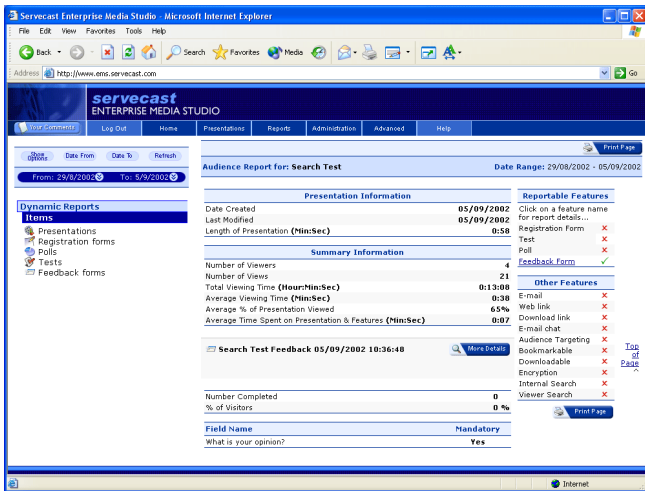 Servecast Enterprise Media Studio - Microsoft Internet Explorer
File Edit View Favorites Tools Help
Back Search Favorites Media
Address http://www.ems.servecast.com Go
servecast
ENTERPRISE MEDIA STUDIO
Your Comments Log Out Home Presentations Reports Administration Advanced Help
Print Page
Show Options Date From Date To Refresh
From: 29/8/2002 To: 5/9/2002
Audience Report for: Search Test Date Range: 29/08/2002 - 05/09/2002
Dynamic Reports
Items
Presentations
Registration forms
Polls
Tests
Feedback forms
Presentation Information
Date Created 05/09/2002
Last Modified 05/09/2002
Length of Presentation (Min:Sec) 0:58
Summary Information
Number of Viewers 4
Number of Views 21
Total Viewing Time (Hour:Min:Sec) 0:13:08
Average Viewing Time (Min:Sec) 0:38
Average % of Presentation Viewed 65%
Average Time Spent on Presentation & Features (Min:Sec) 0:07
Search Test Feedback 05/09/2002 10:36:48 More Details
Number Completed 0
% of Visitors 0 %
Field Name Mandatory
What is your opinion? Yes
Reportable Features
Click on a feature name
for report details...
Registration Form
Test
Poll
Feedback Form
Other Features
E-mail
Web link
Download link
E-mail chat
Audience Targeting
Bookmarkable
Downloadable
Encryption
Internal Search
Viewer Search
Print Page
Top
of
Page
^
Internet